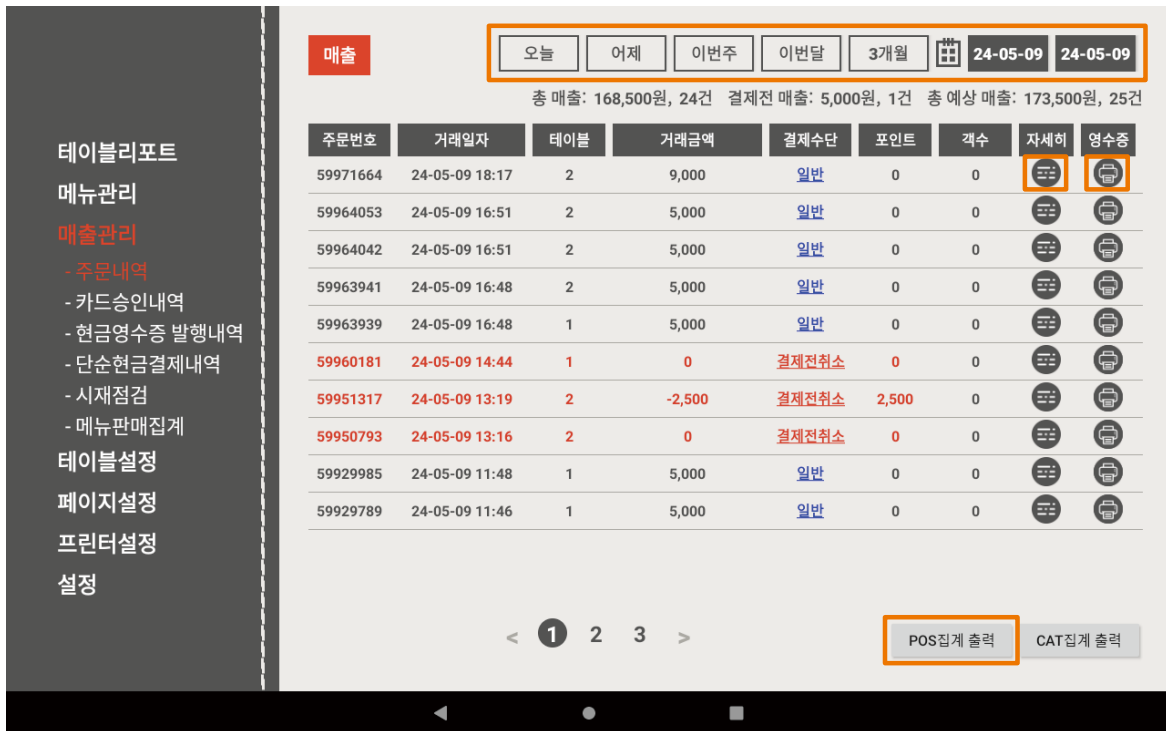 매출
오늘 어제 이번주 이번달 3개월 24-05-09 24-05-09
총 매출: 168,500원, 24건 결제전 매출: 5,000원, 1건 총 예상 매출: 173,500원, 25건
테이블리포트
메뉴관리
매출관리
- 주문내역
- 카드승인내역
- 현금영수증 발행내역
- 단순현금결제내역
- 시재점검
- 메뉴판매집계
테이블설정
페이지설정
프린터설정
설정
주문번호 거래일자 테이블 거래금액 결제수단 포인트 객수 자세히 영수증
59971664 24-05-09 18:17 2 9,000 일반 0 0
59964053 24-05-09 16:51 2 5,000 일반 0 0
59964042 24-05-09 16:51 2 5,000 일반 0 0
59963941 24-05-09 16:48 2 5,000 일반 0 0
59963939 24-05-09 16:48 1 5,000 일반 0 0
59960181 24-05-09 14:44 1 0 결제전취소 0 0
59951317 24-05-09 13:19 2 -2,500 결제전취소 2,500 0
59950793 24-05-09 13:16 2 0 결제전취소 0 0
59929985 24-05-09 11:48 1 5,000 일반 0 0
59929789 24-05-09 11:46 1 5,000 일반 0 0
< 1 2 3 >
POS집계 출력 CAT집계 출력